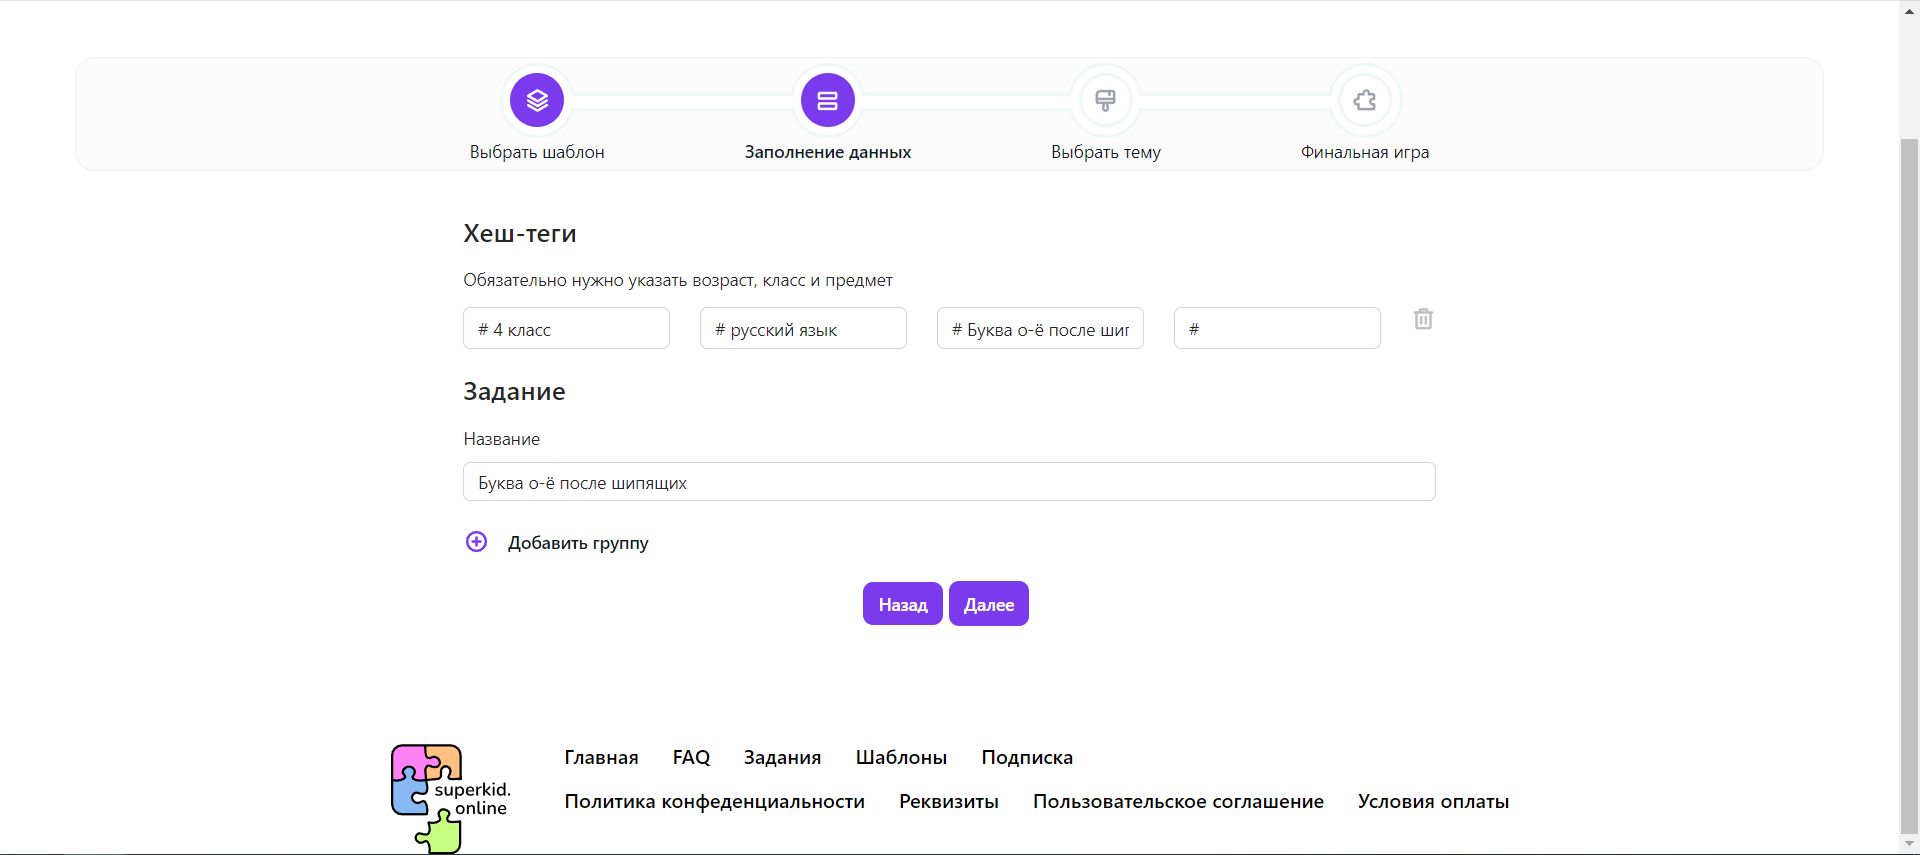 Выбрать шаблон
Заполнение данных
Выбрать тему
Финальная игра
Хеш-теги
Обязательно нужно указать возраст, класс и предмет
# 4 класс
# русский язык
# Буква о-ё после шиг
#
Задание
Название
Буква о-ё после шипящих
Добавить группу
Назад
Далее
superkid.
online
Главная FAQ Задания Шаблоны Подписка
Политика конфеденциальности Реквизиты Пользовательское соглашение Условия оплаты